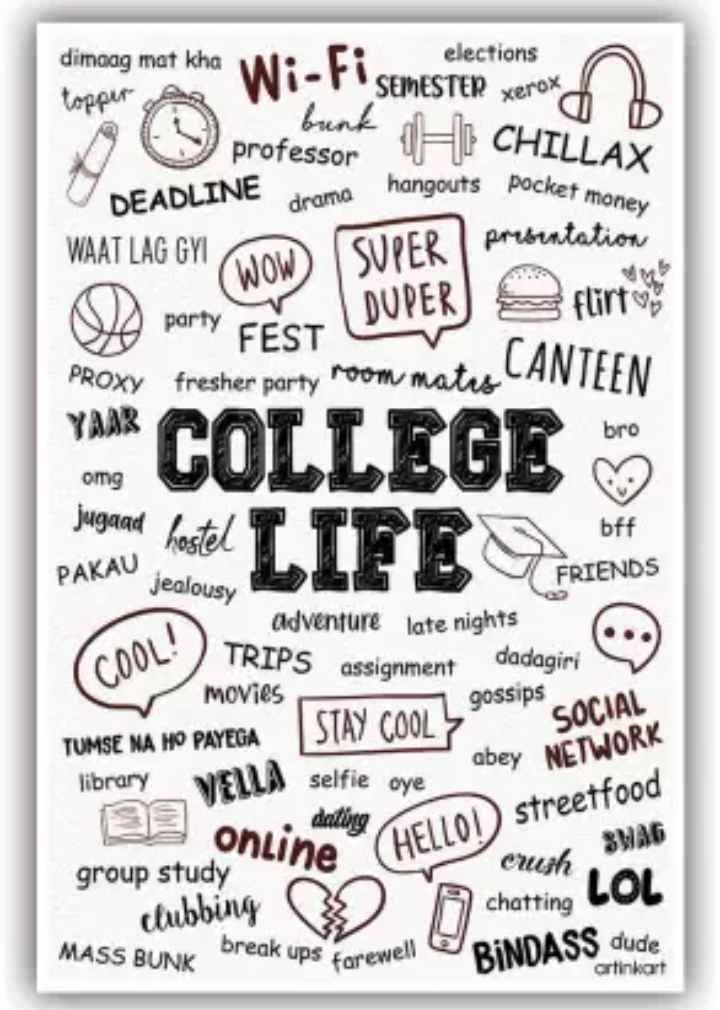 dimaag mat kha
Wi-Fi
elections
topper
SEMESTER
xerox
bunk
professor
CHILLAX
DEADLINE
drama
hangouts
pocket money
WAAT LAG GYI
WOW
SUPER
DUPER
presentation
flirt
party
FEST
CANTEEN
PROXY
fresher party
room mates
YAAR
COLLEGE
bro
omg
jugaad
hostel
LIFE
bff
PAKAU
jealousy
FRIENDS
adventure
late nights
COOL!
TRIPS
assignment
dadagiri
movies
gossips
STAY COOL
SOCIAL
NETWORK
TUMSE NA HO PAYEGA
abey
library
VELLA
selfie
oye
streetfood
dating
online
HELLO!
SWAG
crush
group study
LOL
clubbing
chatting
MASS BUNK
break ups
farewell
BiNDASS
dude
artinkart